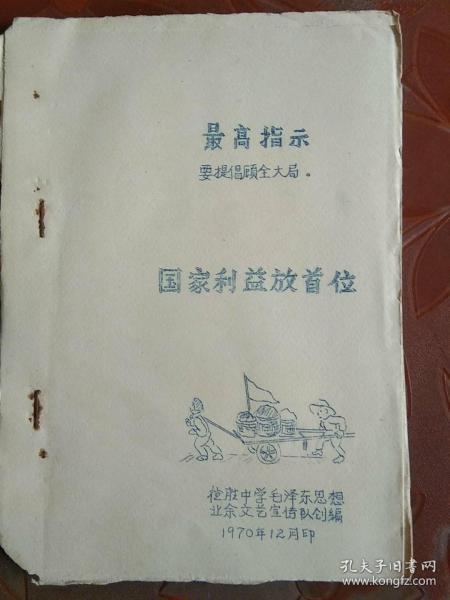 最高指示
要提倡顾全大局。
国家利益放首位
胜中学毛泽东思想
业余文艺宣传队创编
1970年12月印
孔夫子旧书网
www.kongfz.com